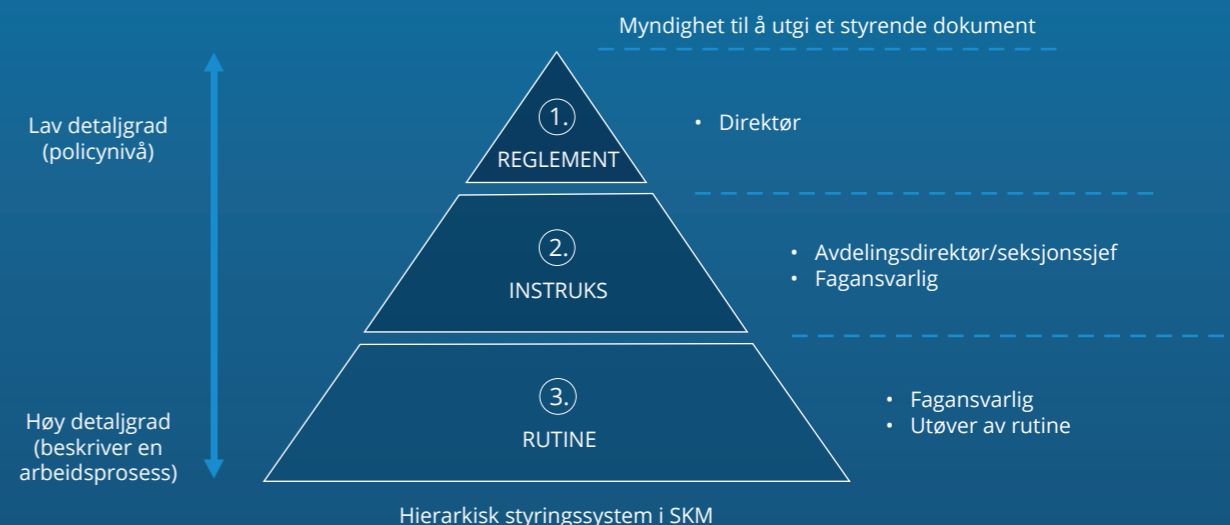 Myndighet til å utgi et styrende dokument
Lav detaljgrad
(policynivå)
1.
REGLEMENT
• Direktør
2.
INSTRUKS
• Avdelingsdirektør/seksjonssjef
• Fagansvarlig
Høy detaljgrad
(beskriver en
arbeidsprosess)
3.
RUTINE
• Fagansvarlig
• Utøver av rutine
Hierarkisk styringssystem i SKM